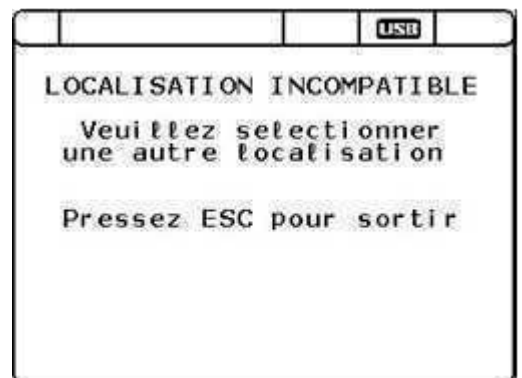 USB
LOCALISATION INCOMPATIBLE
Veuillez selectionner
une autre localisation
Pressez ESC pour sortir